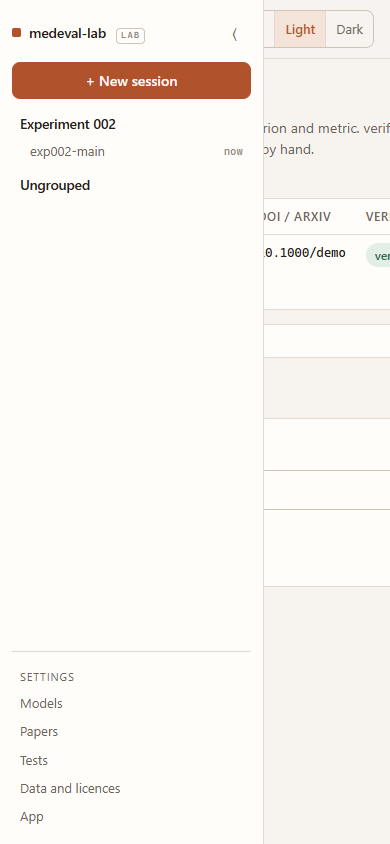 medeval-lab LAB
+ New session
Experiment 002
exp002-main now
Ungrouped
SETTINGS
Models
Papers
Tests
Data and licences
App
Light Dark
rion and metric. verif
by hand.
DOI / ARXIV VERI
10.1000/demo ver